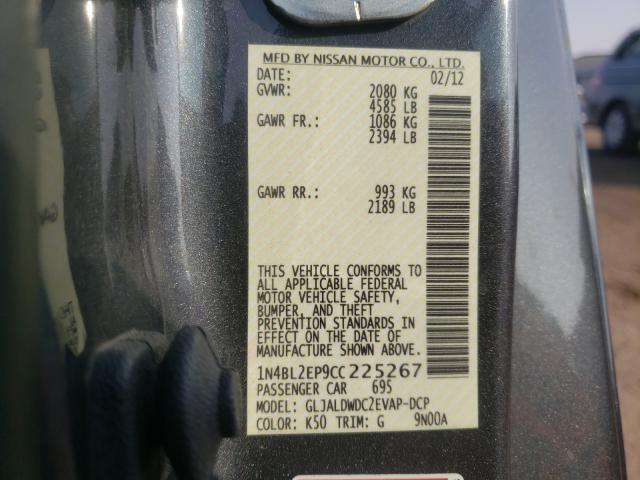 MFD BY NISSAN MOTOR CO., LTD.
DATE: 02/12
GVWR: 2080 KG
4585 LB
GAWR FR.: 1086 KG
2394 LB
GAWR RR.: 993 KG
2189 LB
THIS VEHICLE CONFORMS TO
ALL APPLICABLE FEDERAL
MOTOR VEHICLE SAFETY,
BUMPER, AND THEFT
PREVENTION STANDARDS IN
EFFECT ON THE DATE OF
MANUFACTURE SHOWN ABOVE.
1N4BL2EP9CC225267
PASSENGER CAR 695
MODEL: GLJALDWDC2EVAP-DCP
COLOR: K50 TRIM: G 9N00A